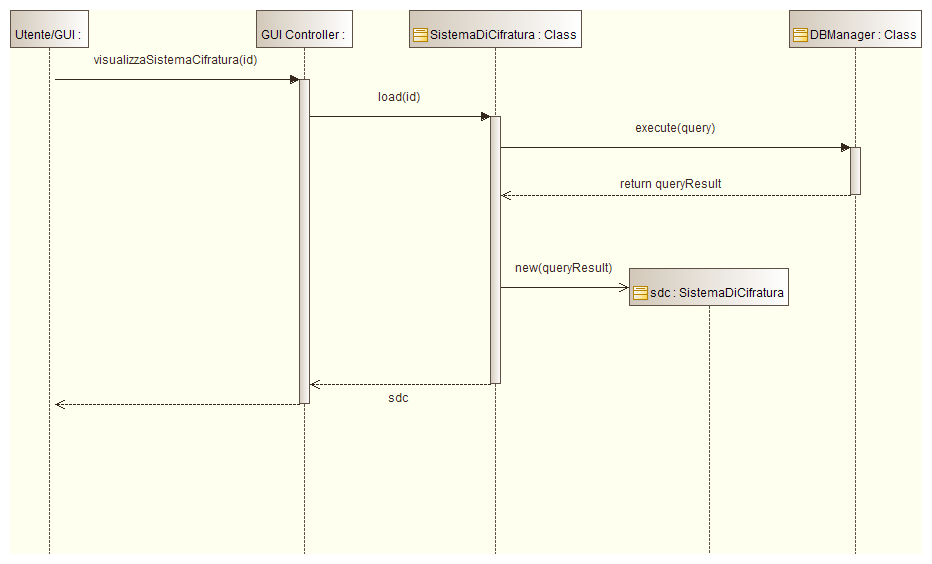 Utente/GUI :
GUI Controller :
SistemaDiCifratura : Class
DBManager : Class
visualizzaSistemaCifratura(id)
load(id)
execute(query)
return queryResult
new(queryResult)
sdc : SistemaDiCifratura
sdc